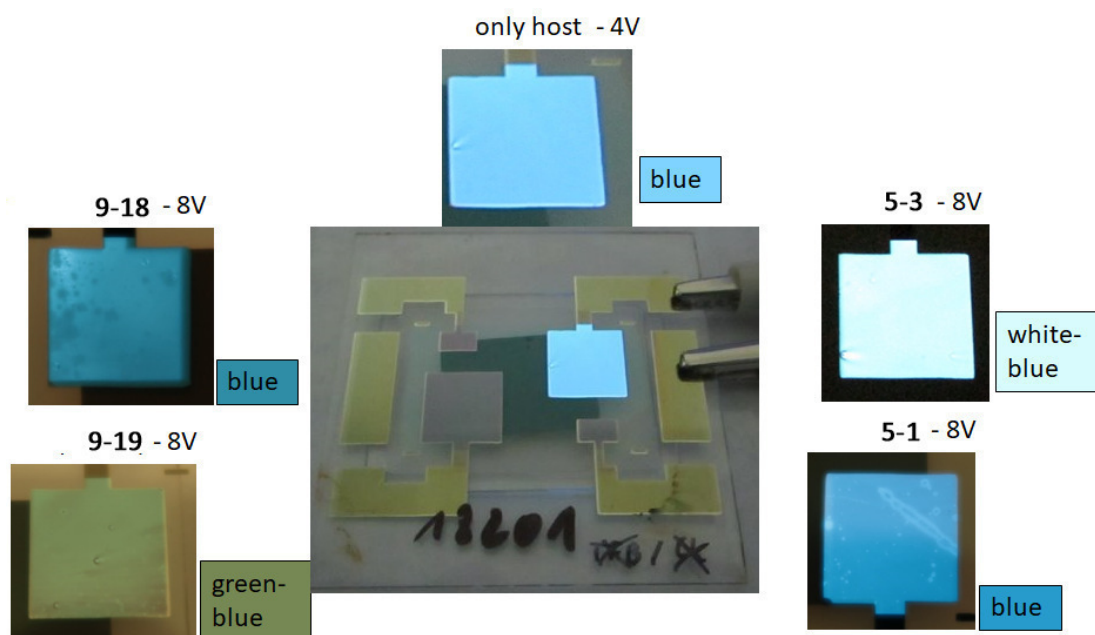 only host - 4V
blue
9-18 - 8V
blue
5-3 - 8V
white-
blue
9-19 - 8V
green-
blue
5-1 - 8V
blue
18201